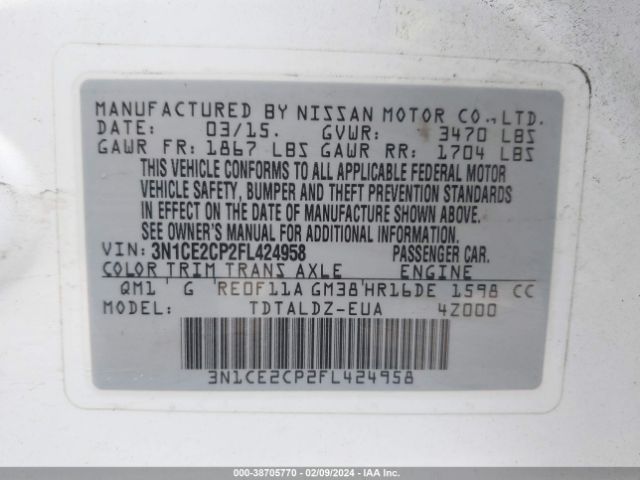 MANUFACTURED BY NISSAN MOTOR CO.,LTD.
DATE: 03/15. GVWR: 3470 LBS
GAWR FR: 1867 LBS GAWR RR: 1704 LBS
THIS VEHICLE CONFORMS TO ALL APPLICABLE FEDERAL MOTOR
VEHICLE SAFETY, BUMPER AND THEFT PREVENTION STANDARDS
IN EFFECT ON THE DATE OF MANUFACTURE SHOWN ABOVE.
SEE OWNER'S MANUAL FOR ADDITIONAL INFORMATION.
VIN: 3N1CE2CP2FL424958 PASSENGER CAR.
COLOR TRIM TRANS AXLE ENGINE
QM1 G RE0F11A GM38 HR16DE 1598 CC
MODEL: TDTALDZ-EUA 4Z000
3N1CE2CP2FL424958
000-38705770 - 02/09/2024 - IAA Inc.